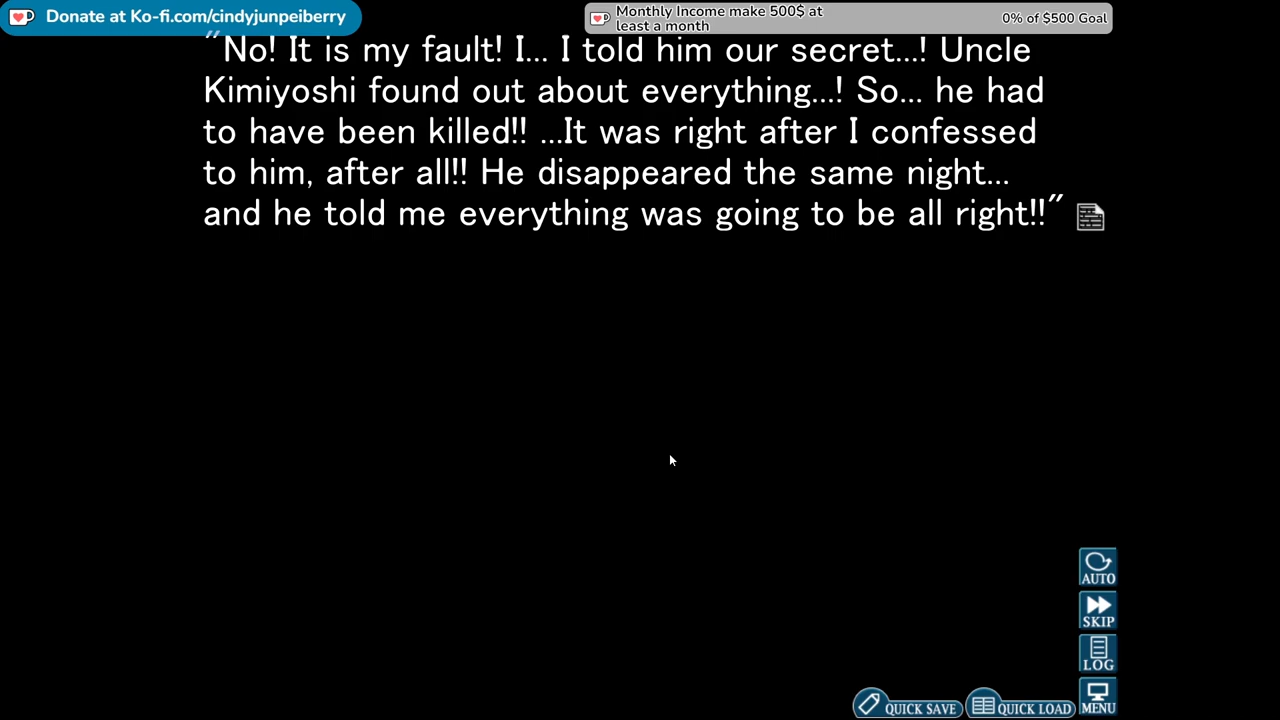 Donate at Ko-fi.com/cindyjunpeiberry
Monthly Income make 500$ at
least a month
0% of $500 Goal
"No! It is my fault! I... I told him our secret...! Uncle
Kimiyoshi found out about everything...! So... he had
to have been killed!! ...It was right after I confessed
to him, after all!! He disappeared the same night...
and he told me everything was going to be all right!!"
AUTO
SKIP
LOG
MENU
QUICK SAVE
QUICK LOAD